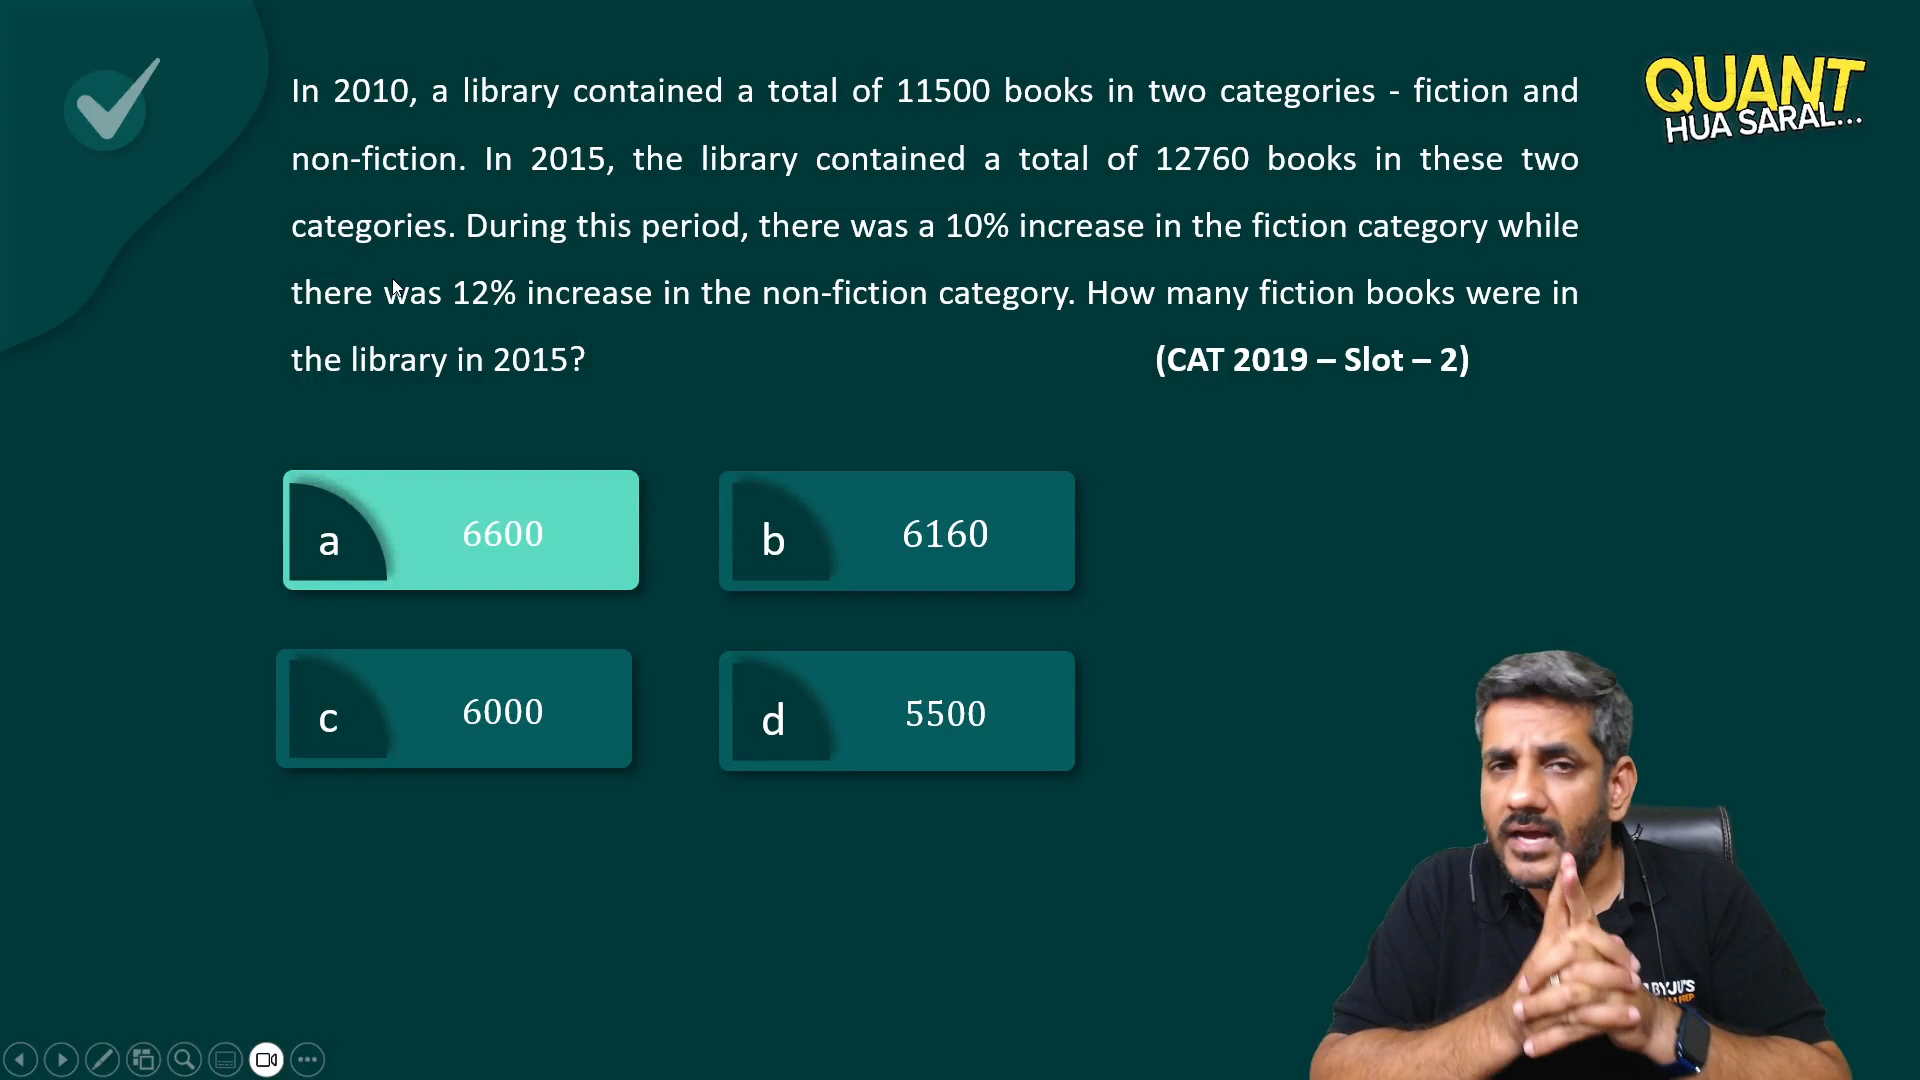 In 2010, a library contained a total of 11500 books in two categories - fiction and
non-fiction. In 2015, the library contained a total of 12760 books in these two
categories. During this period, there was a 10% increase in the fiction category while
there was 12% increase in the non-fiction category. How many fiction books were in
the library in 2015? (CAT 2019 – Slot – 2)
QUANT
HUA SARAL...
a 6600
b 6160
c 6000
d 5500
BYJU'S